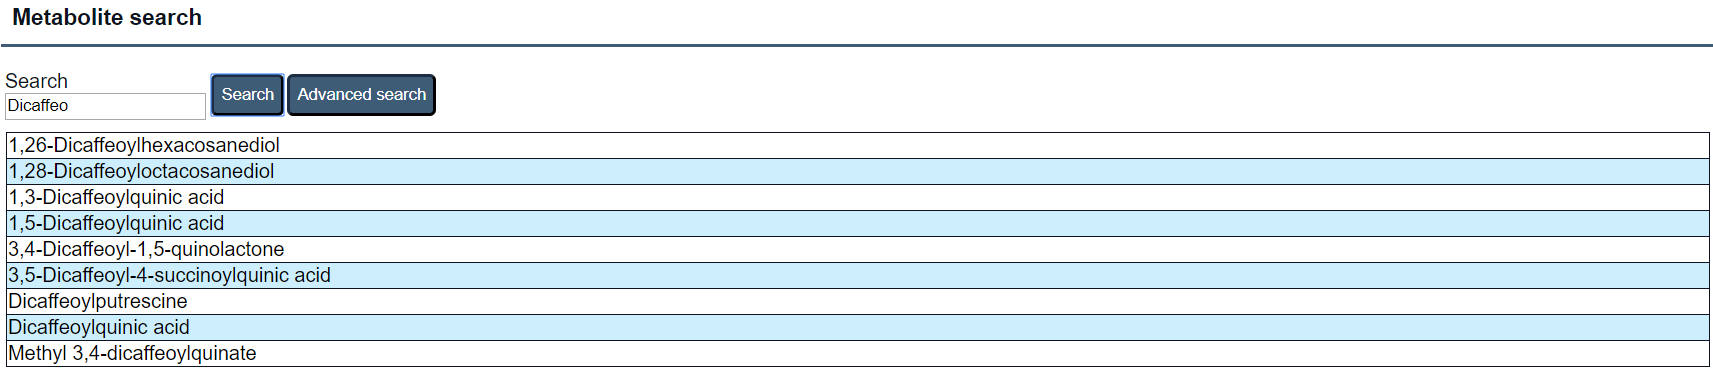 Metabolite search
Search
Dicaffeo Search Advanced search
1,26-Dicaffeoylhexacosanediol
1,28-Dicaffeoyloctacosanediol
1,3-Dicaffeoylquinic acid
1,5-Dicaffeoylquinic acid
3,4-Dicaffeoyl-1,5-quinolactone
3,5-Dicaffeoyl-4-succinoylquinic acid
Dicaffeoylputrescine
Dicaffeoylquinic acid
Methyl 3,4-dicaffeoylquinate